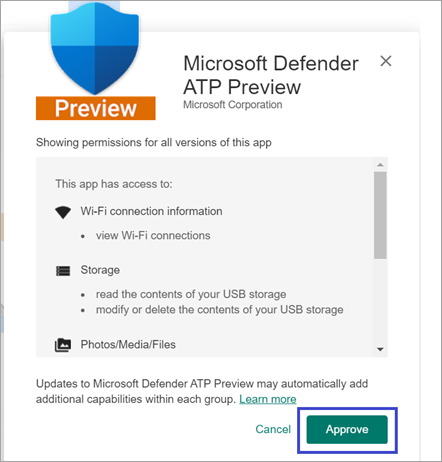 Preview
Microsoft Defender
ATP Preview
Microsoft Corporation
Showing permissions for all versions of this app
This app has access to:
Wi-Fi connection information
• view Wi-Fi connections
Storage
• read the contents of your USB storage
• modify or delete the contents of your USB storage
Photos/Media/Files
Updates to Microsoft Defender ATP Preview may automatically add
additional capabilities within each group. Learn more
Cancel
Approve